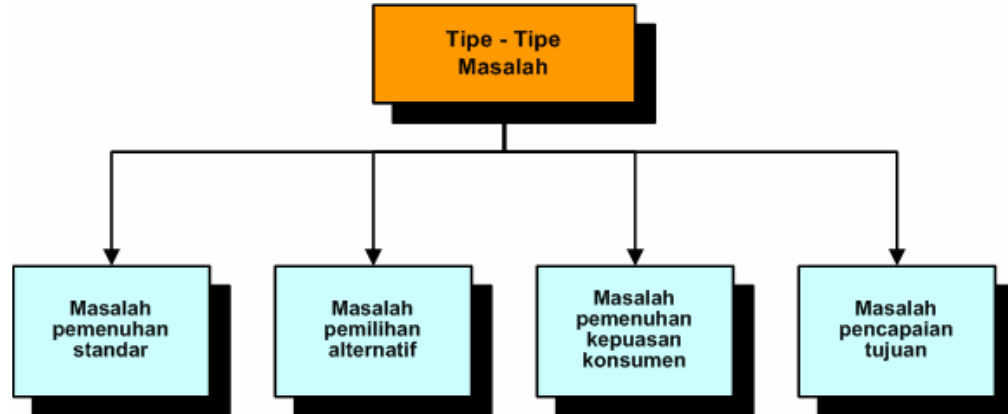 Tipe - Tipe
Masalah
Masalah
pemenuhan
standar
Masalah
pemilihan
alternatif
Masalah
pemenuhan
kepuasan
konsumen
Masalah
pencapaian
tujuan